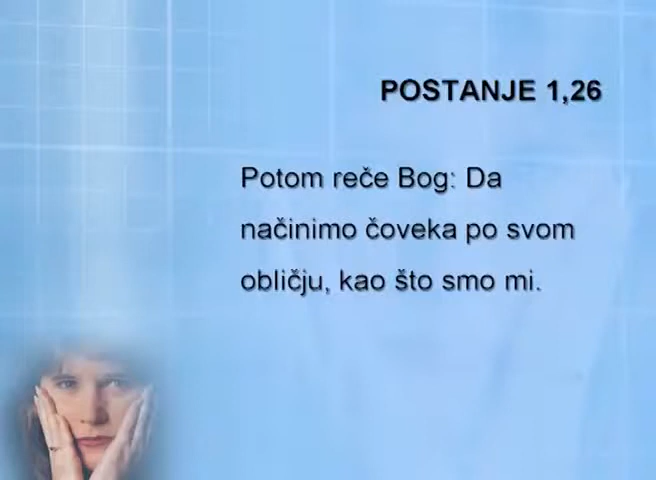 POSTANJE 1,26
Potom reče Bog: Da
načinimo čoveka po svom
obličju, kao što smo mi.